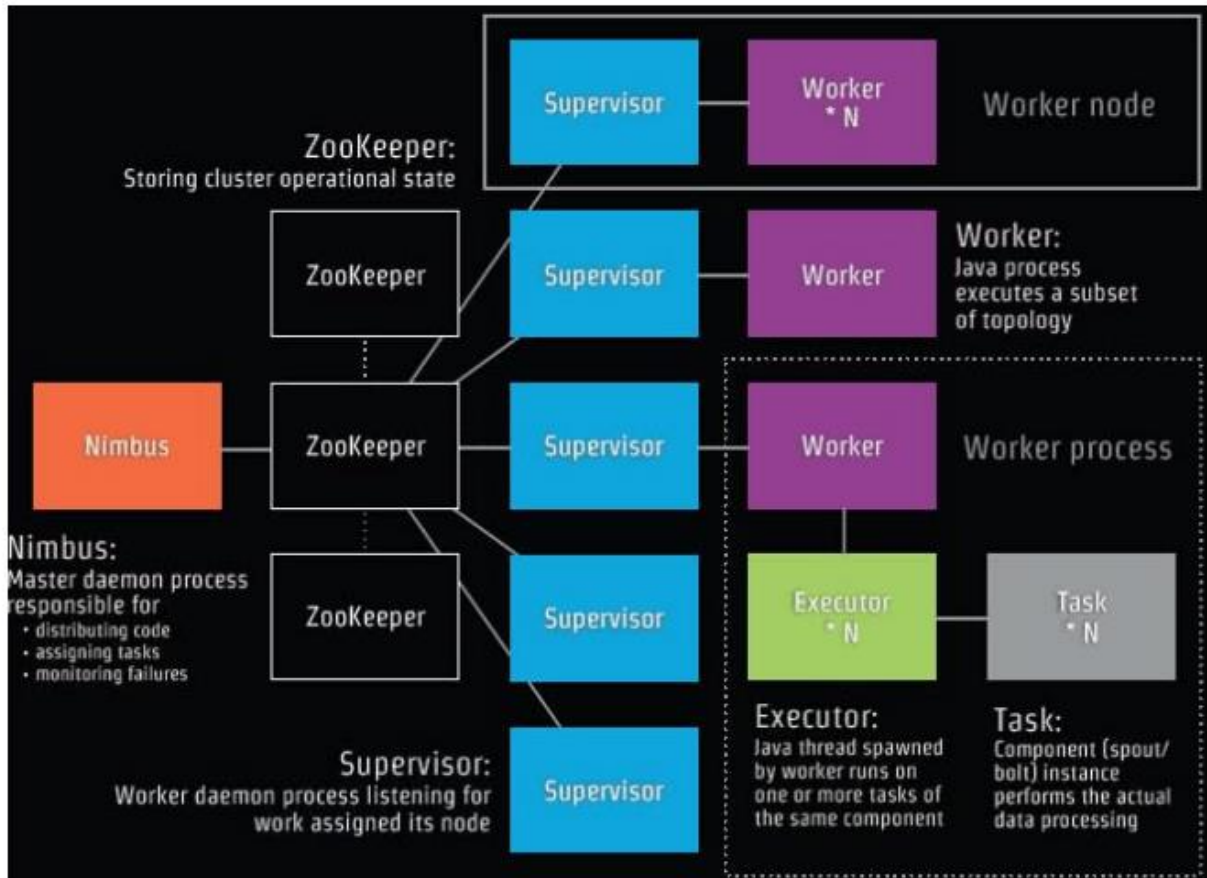 Supervisor
Worker
* N
Worker node
ZooKeeper:
Storing cluster operational state
ZooKeeper
Supervisor
Worker
Worker:
Java process
executes a subset
of topology
Nimbus
ZooKeeper
Supervisor
Worker
Worker process
Nimbus:
Master daemon process
responsible for
• distributing code
• assigning tasks
• monitoring failures
ZooKeeper
Supervisor
Executor
* N
Task
* N
Supervisor:
Worker daemon process listening for
work assigned its node
Supervisor
Executor:
Java thread spawned
by worker runs on
one or more tasks of
the same component
Task:
Component (spout/
bolt) instance
performs the actual
data processing